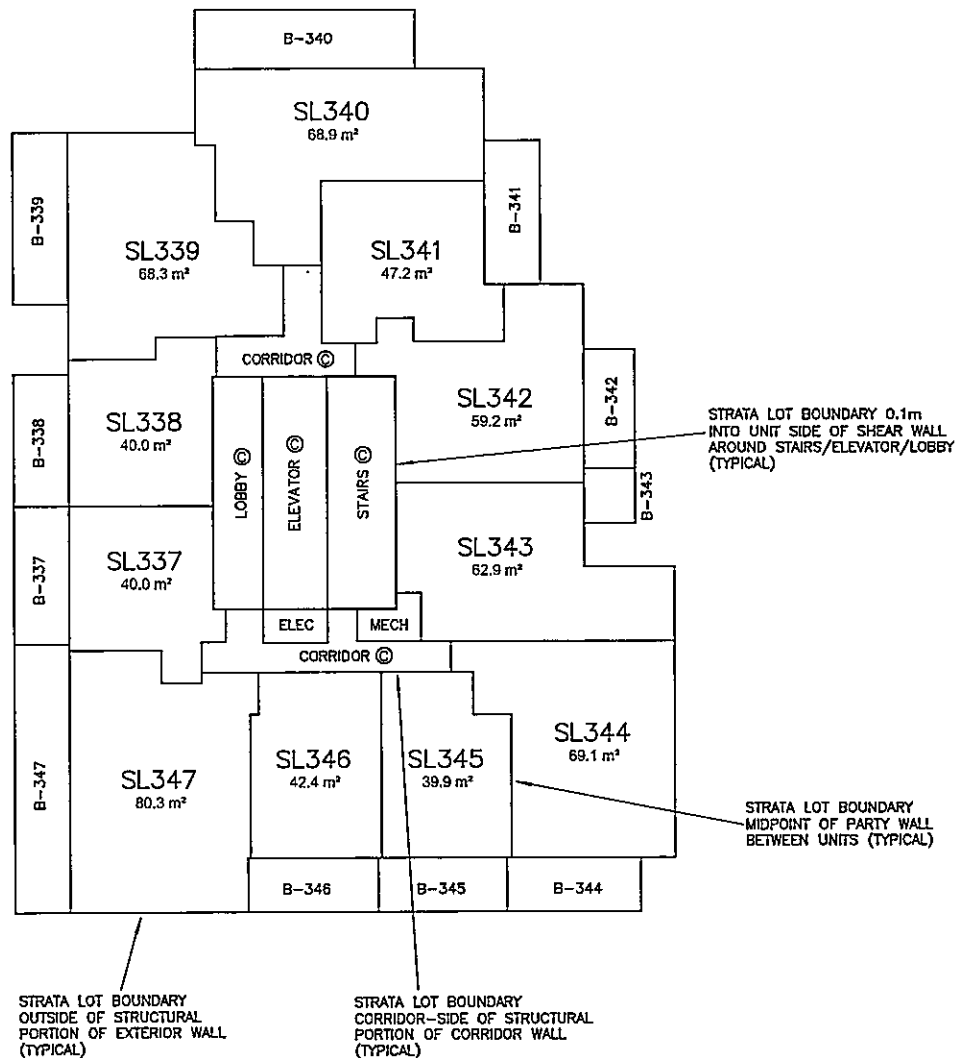 B-340
SL340
68.9 m²
B-339
SL339
68.3 m²
SL341
47.2 m²
B-341
CORRIDOR ©
B-338
SL338
40.0 m²
LOBBY ©
ELEVATOR ©
STAIRS ©
SL342
59.2 m²
B-342
B-343
STRATA LOT BOUNDARY 0.1m
INTO UNIT SIDE OF SHEAR WALL
AROUND STAIRS/ELEVATOR/LOBBY
(TYPICAL)
B-337
SL337
40.0 m²
SL343
62.9 m²
ELEC
MECH
CORRIDOR ©
B-347
SL347
80.3 m²
SL346
42.4 m²
SL345
39.9 m²
SL344
69.1 m²
STRATA LOT BOUNDARY
MIDPOINT OF PARTY WALL
BETWEEN UNITS (TYPICAL)
B-346
B-345
B-344
STRATA LOT BOUNDARY
OUTSIDE OF STRUCTURAL
PORTION OF EXTERIOR WALL
(TYPICAL)
STRATA LOT BOUNDARY
CORRIDOR-SIDE OF STRUCTURAL
PORTION OF CORRIDOR WALL
(TYPICAL)